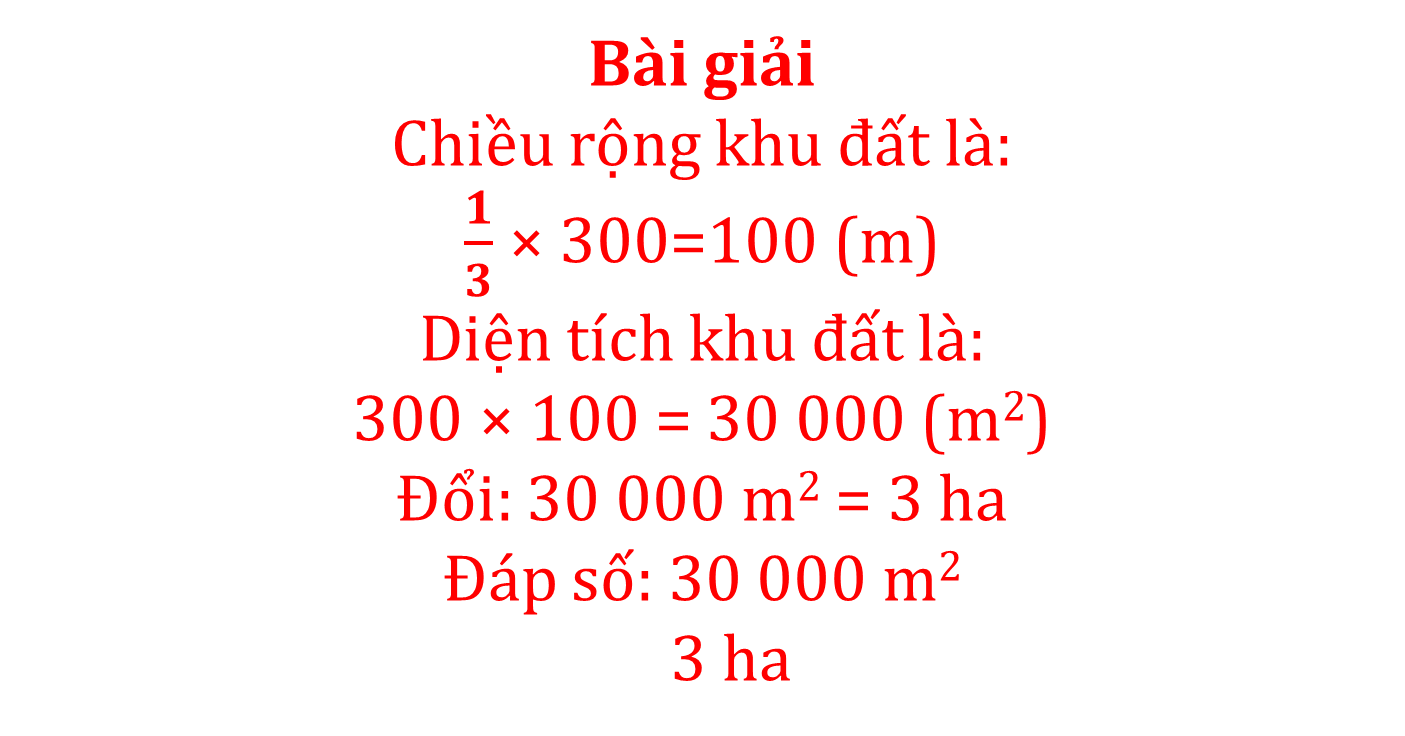 Bài giải
Chiều rộng khu đất là:
1/3 × 300=100 (m)
Diện tích khu đất là:
300 × 100 = 30 000 (m²)
Đổi: 30 000 m² = 3 ha
Đáp số: 30 000 m²
3 ha